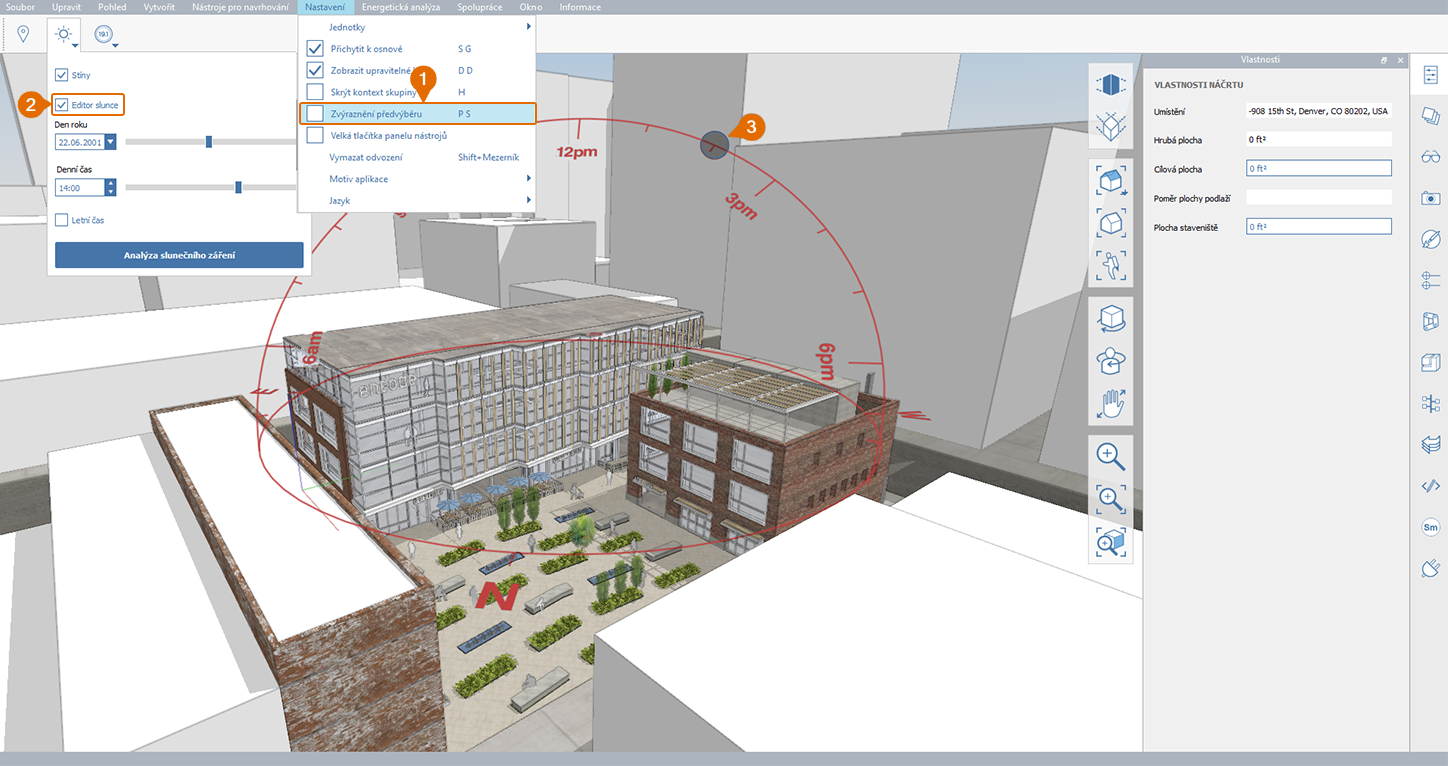 Soubor Upravit Pohled Vytvořit Nástroje pro navrhování Nastavení Energetická analýza Spolupráce Okno Informace
19.1
Stíny
2
Editor slunce
Den roku
22.06.2001
Denní čas
14:00
Letní čas
Analýza slunečního záření
Jednotky
Přichytit k osnově S G
Zobrazit upravitelné D D
1
Skrýt kontext skupiny H
Zvýraznění předvýběru P S
Velká tlačítka panelu nástrojů
Vymazat odvození Shift+Mezerník
Motiv aplikace
Jazyk
3
12pm
3pm
6am
6pm
N
Vlastnosti
VLASTNOSTI NÁČRTU
Umístění -908 15th St, Denver, CO 80202, USA
Hrubá plocha 0 ft²
Cílová plocha 0 ft²
Poměr plochy podlaží
Plocha staveniště 0 ft²
Sm